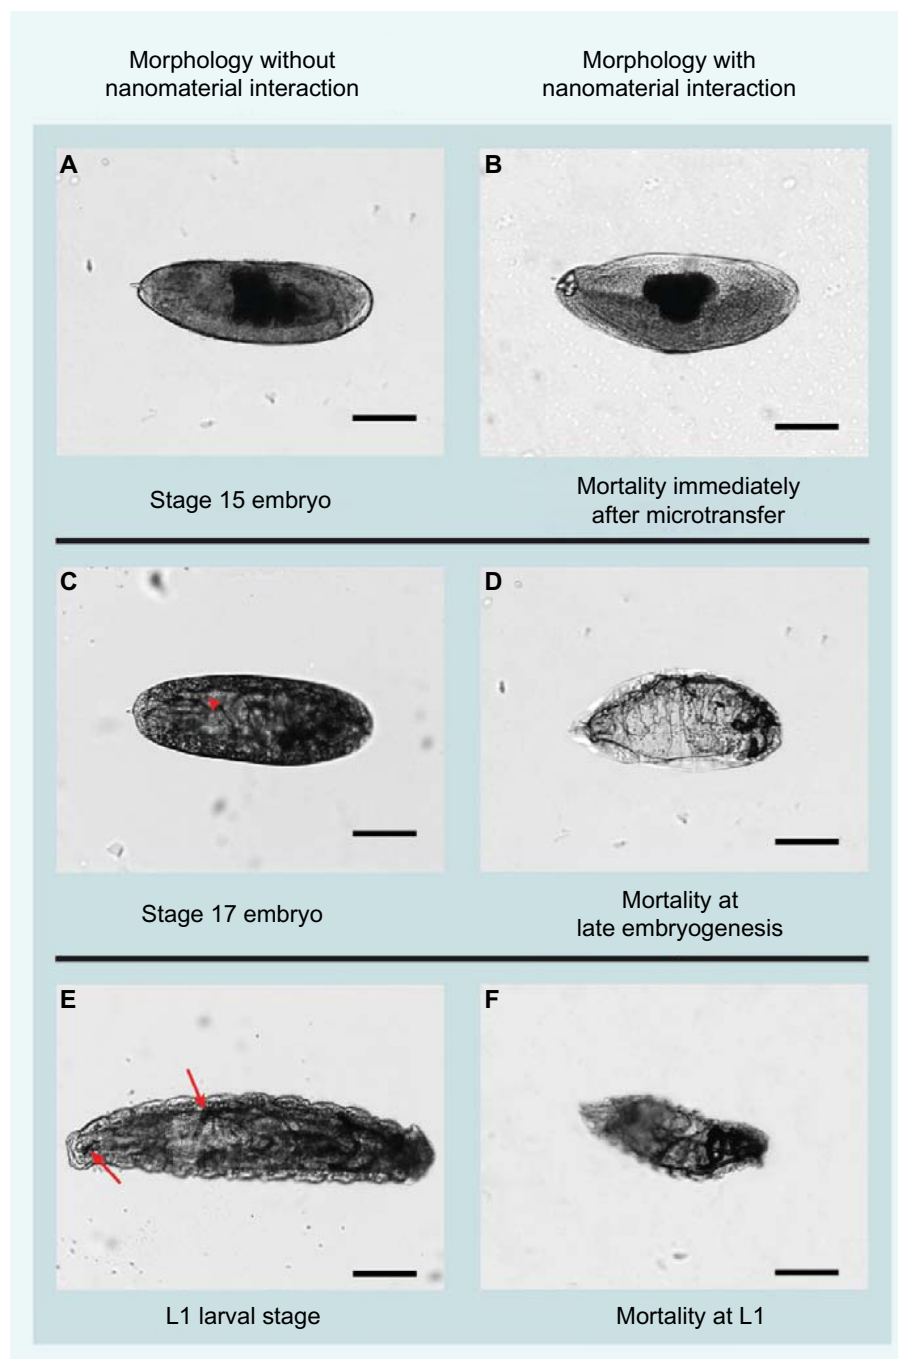 Morphology without
nanomaterial interaction
Morphology with
nanomaterial interaction
A
B
Stage 15 embryo
Mortality immediately
after microtransfer
C
D
Stage 17 embryo
Mortality at
late embryogenesis
E
F
L1 larval stage
Mortality at L1